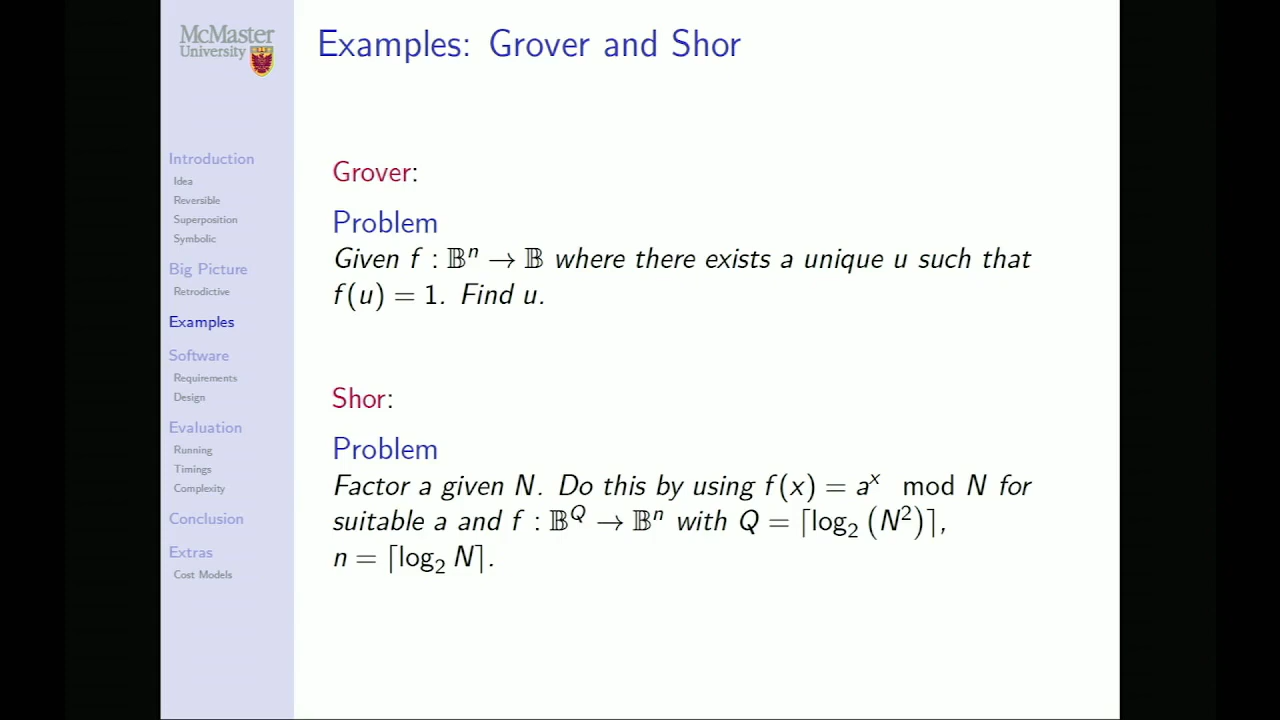 McMaster
University
Examples: Grover and Shor
Introduction
Idea
Reversible
Superposition
Symbolic
Big Picture
Retrodictive
Examples
Software
Requirements
Design
Evaluation
Running
Timings
Complexity
Conclusion
Extras
Cost Models
Grover:
Problem
Given f : 𝔹ⁿ → 𝔹 where there exists a unique u such that
f(u) = 1. Find u.
Shor:
Problem
Factor a given N. Do this by using f(x) = aˣ mod N for
suitable a and f : 𝔹^Q → 𝔹ⁿ with Q = ⌈log₂ (N²)⌉,
n = ⌈log₂ N⌉.